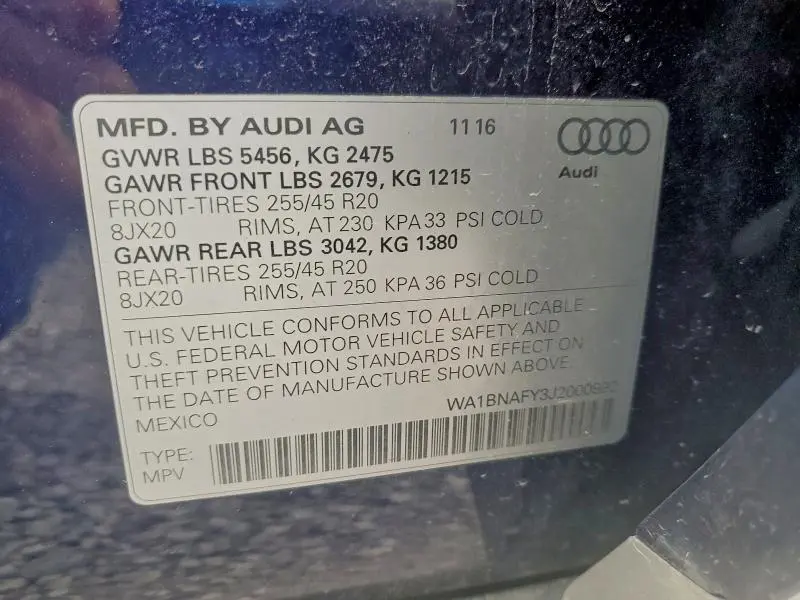 MFD. BY AUDI AG 11 16
Audi
GVWR LBS 5456, KG 2475
GAWR FRONT LBS 2679, KG 1215
FRONT-TIRES 255/45 R20
8JX20 RIMS, AT 230 KPA 33 PSI COLD
GAWR REAR LBS 3042, KG 1380
REAR-TIRES 255/45 R20
8JX20 RIMS, AT 250 KPA 36 PSI COLD
THIS VEHICLE CONFORMS TO ALL APPLICABLE
U.S. FEDERAL MOTOR VEHICLE SAFETY AND
THEFT PREVENTION STANDARDS IN EFFECT ON
THE DATE OF MANUFACTURE SHOWN ABOVE.
MEXICO
TYPE:
MPV